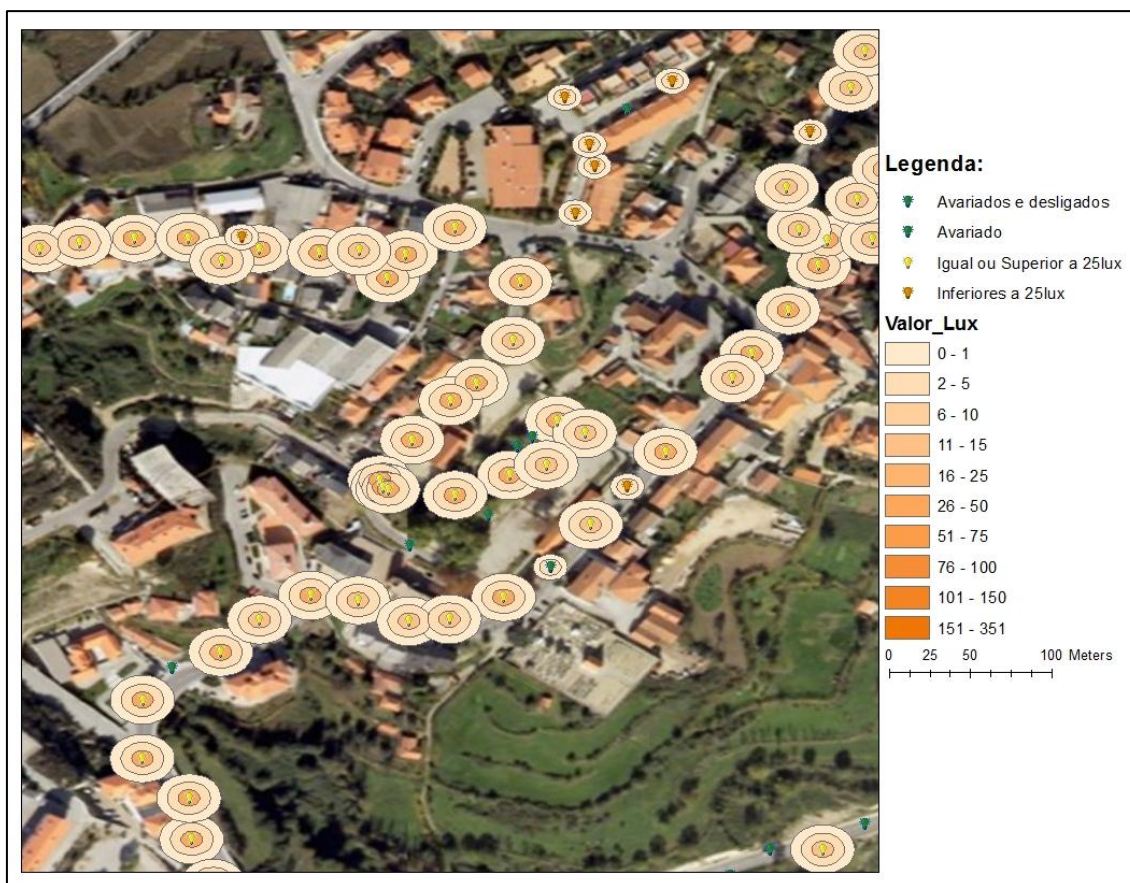 Legenda:
Avariados e desligados
Avariado
Igual ou Superior a 25lux
Inferiores a 25lux
Valor_Lux
0 - 1
2 - 5
6 - 10
11 - 15
16 - 25
26 - 50
51 - 75
76 - 100
101 - 150
151 - 351
0 25 50 100 Meters